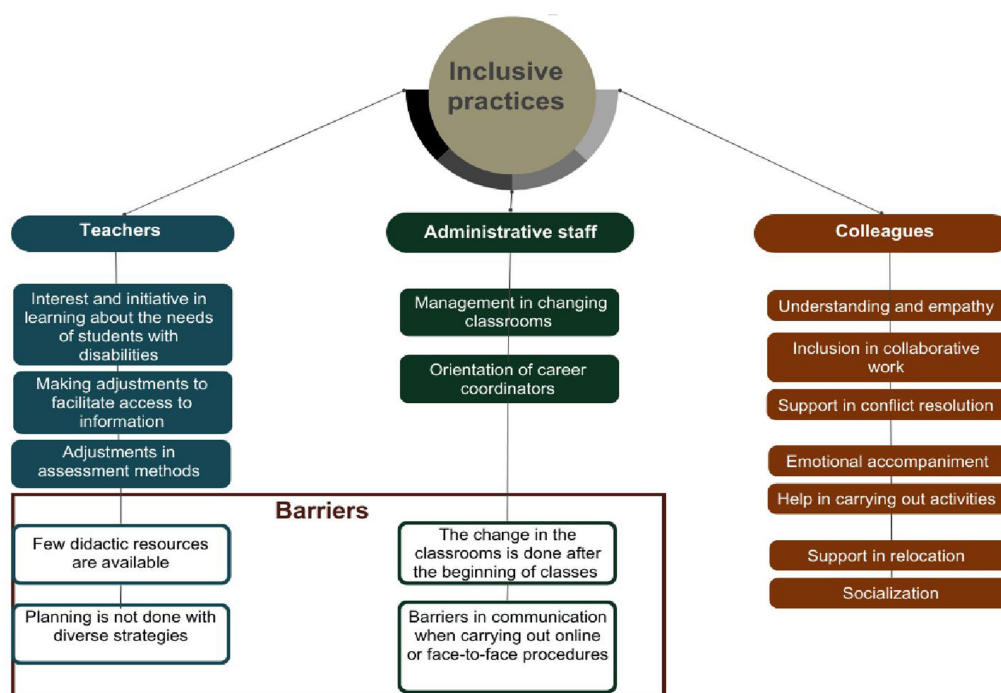 Inclusive
practices
Teachers
Interest and initiative in
learning about the needs
of students with
disabilities
Making adjustments to
facilitate access to
information
Adjustments in
assessment methods
Administrative staff
Management in changing
classrooms
Orientation of career
coordinators
Colleagues
Understanding and empathy
Inclusion in collaborative
work
Support in conflict resolution
Emotional accompaniment
Help in carrying out activities
Support in relocation
Socialization
Barriers
Few didactic resources
are available
Planning is not done with
diverse strategies
The change in the
classrooms is done after
the beginning of classes
Barriers in communication
when carrying out online
or face-to-face procedures